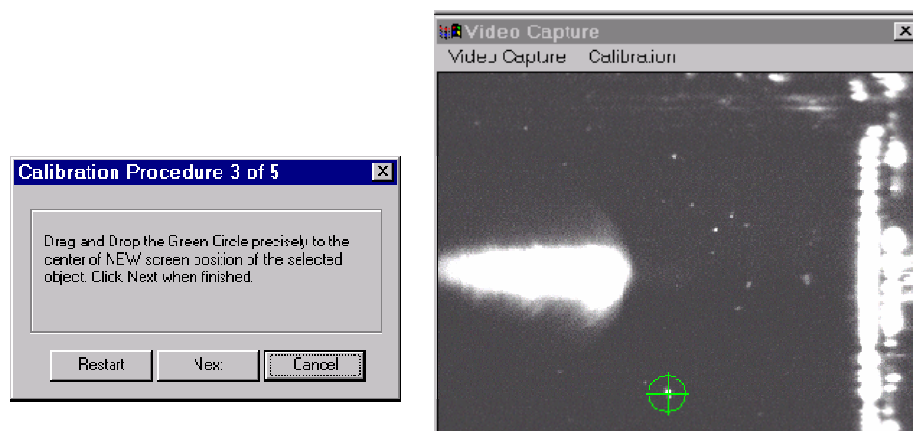 Video Capture
Video Capture Calibration
Calibration Procedure 3 of 5
Drag and Drop the Green Circle precisely to the
center of NEW screen position of the selected
object. Click Next when finished.
Restart Next Cancel